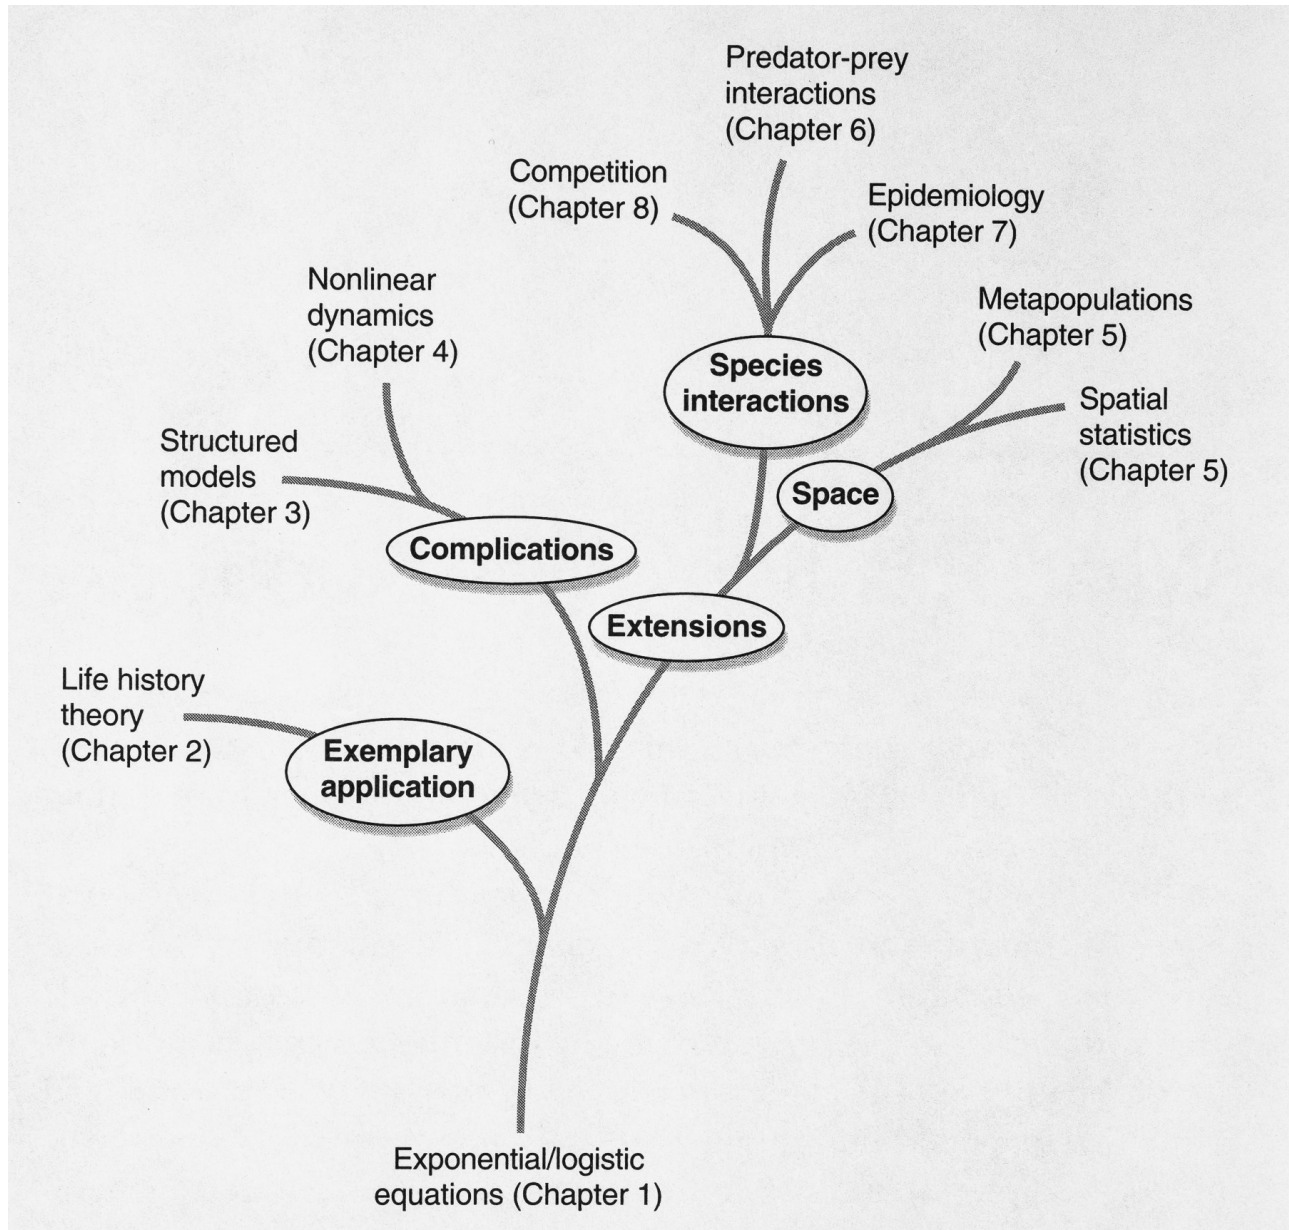 Predator-prey
interactions
(Chapter 6)
Competition
(Chapter 8)
Epidemiology
(Chapter 7)
Nonlinear
dynamics
(Chapter 4)
Metapopulations
(Chapter 5)
Species
interactions
Spatial
statistics
(Chapter 5)
Structured
models
(Chapter 3)
Space
Complications
Extensions
Life history
theory
(Chapter 2)
Exemplary
application
Exponential/logistic
equations (Chapter 1)